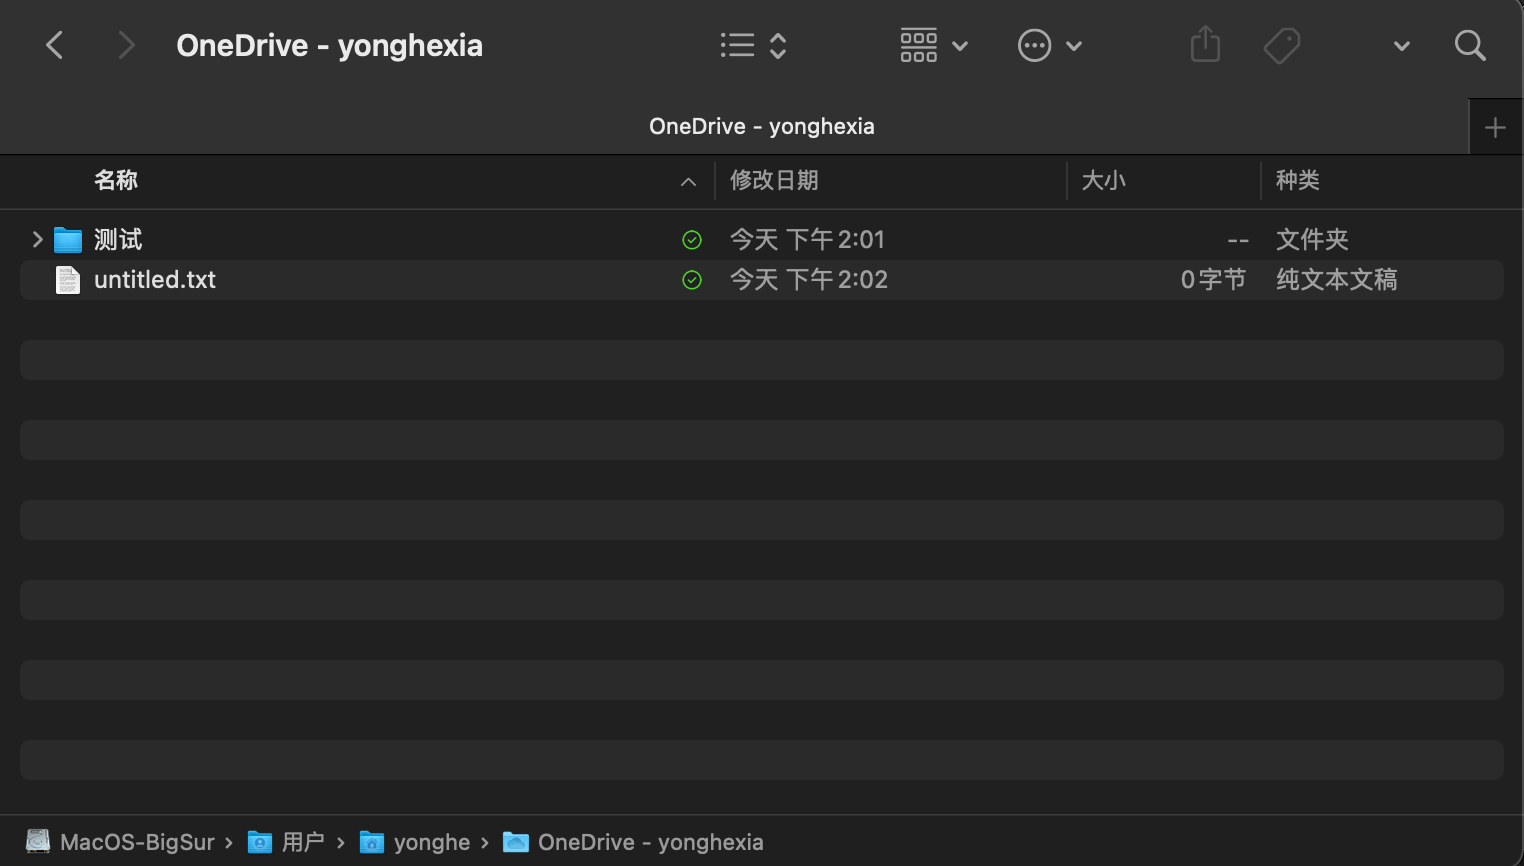 OneDrive - yonghexia
OneDrive - yonghexia
名称 修改日期 大小 种类
测试 今天 下午 2:01 -- 文件夹
untitled.txt 今天 下午 2:02 0 字节 纯文本文稿
MacOS-BigSur › 用户 › yonghe › OneDrive - yonghexia